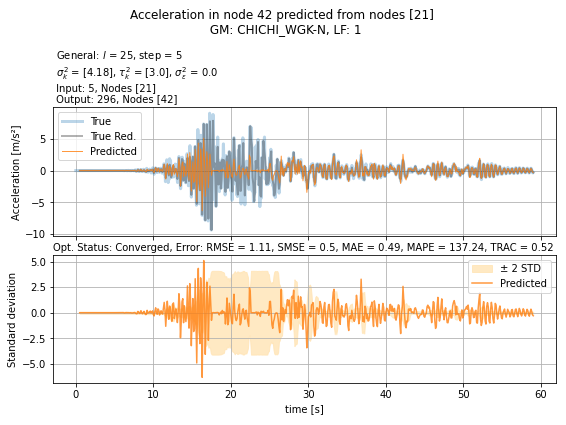 Acceleration in node 42 predicted from nodes [21]
GM: CHICHI_WGK-N, LF: 1
General: l = 25, step = 5
σ²ₖ = [4.18], τ²ₖ = [3.0], σ²ε = 0.0
Input: 5, Nodes [21]
Output: 296, Nodes [42]
True
True Red.
Predicted
Acceleration [m/s²]
5
0
−5
−10
Opt. Status: Converged, Error: RMSE = 1.11, SMSE = 0.5, MAE = 0.49, MAPE = 137.24, TRAC = 0.52
± 2 STD
Predicted
Standard deviation
5.0
2.5
0.0
−2.5
−5.0
0 10 20 30 40 50 60
time [s]